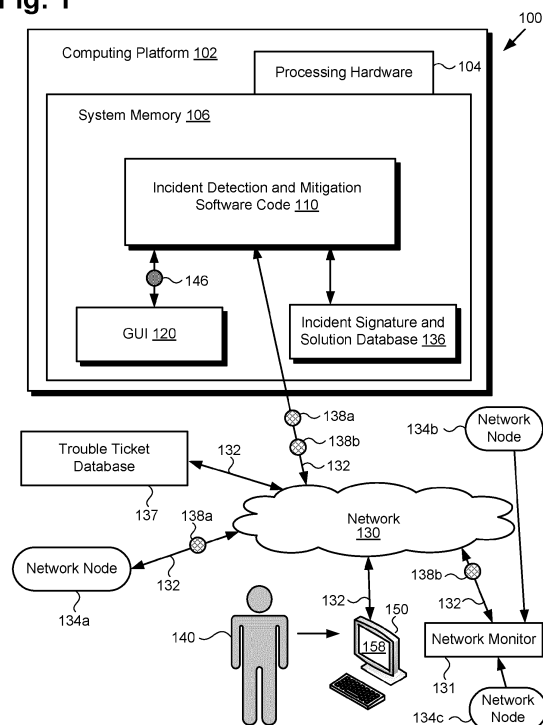 Fig. 1
100
Computing Platform 102
Processing Hardware
104
System Memory 106
Incident Detection and Mitigation
Software Code 110
146
GUI 120
Incident Signature and
Solution Database 136
138a
138b
132
134b
Network
Node
Trouble Ticket
Database
137
132
Network
130
138a
132
Network Node
134a
138b
132
132
150
158
140
Network Monitor
131
134c
Network
Node